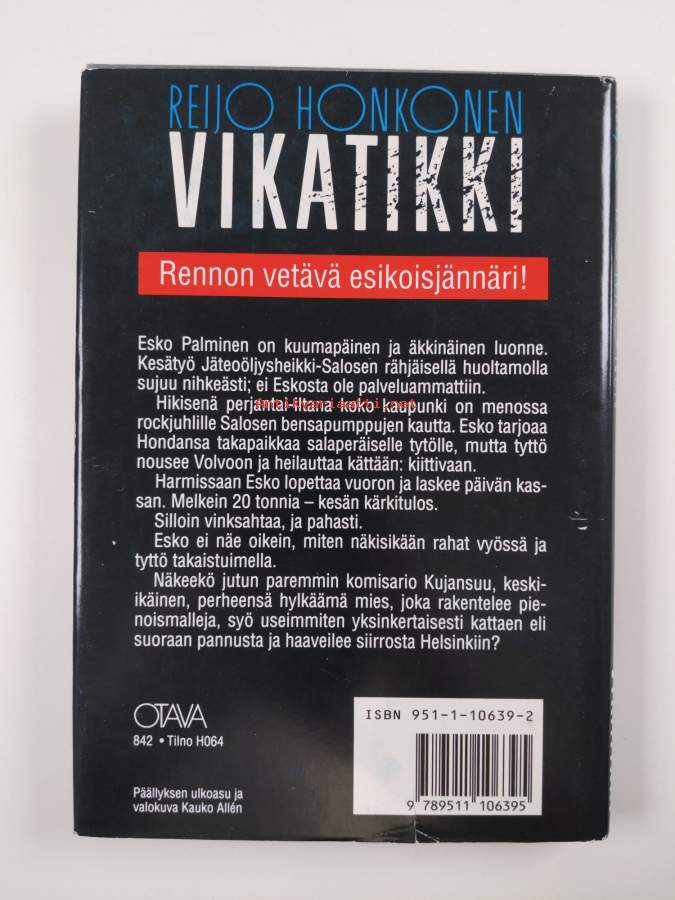 REIJO HONKONEN
VIKATIKKI
Rennon vetävä esikoisjännäri!
Esko Palminen on kuumapäinen ja äkkinäinen luonne.
Kesätyö Jäteoöljysheikki-Salosen rähjäisellä huoltamolla
sujuu nihkeästi; ei Eskosta ole palveluammattiin.
Hikisenä perjantai-iltana koko kaupunki on menossa
rockjuhlille Salosen bensapumppujen kautta. Esko tarjoaa
Hondansa takapaikkaa salaperäiselle tytölle, mutta tyttö
nousee Volvoon ja heilauttaa kättään: kiittivaan.
Harmissaan Esko lopettaa vuoron ja laskee päivän kas-
san. Melkein 20 tonnia – kesän kärkitulos.
Silloin vinksahtaa, ja pahasti.
Esko ei näe oikein, miten näkisikään rahat vyössä ja
tyttö takaistuimella.
Näkeekö jutun paremmin komisario Kujansuu, keski-
ikäinen, perheensä hylkäämä mies, joka rakentelee pie-
noismalleja, syö useimmiten yksinkertaisesti kattaen eli
suoraan pannusta ja haaveilee siirrosta Helsinkiin?
OTAVA
842 • Tilno H064
Päällyksen ulkoasu ja
valokuva Kauko Allén
ISBN 951-1-10639-2
9 789511 106395